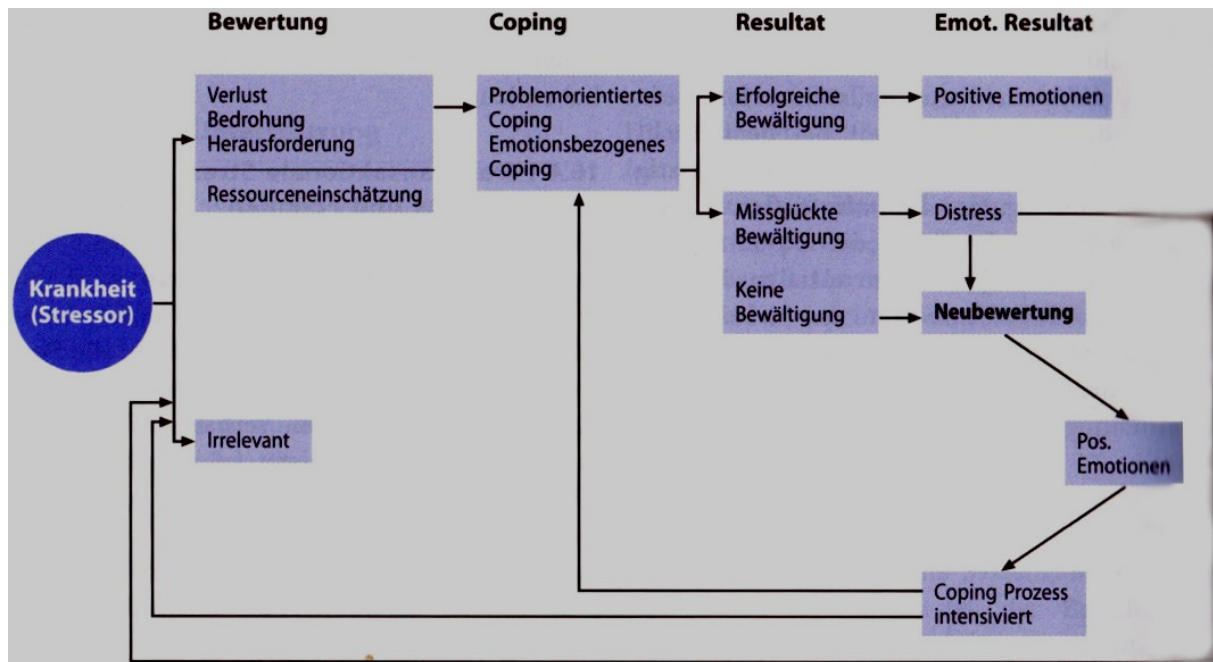 Bewertung
Coping
Resultat
Emot. Resultat
Verlust
Bedrohung
Herausforderung
Ressourceneinschätzung
Problemorientiertes
Coping
Emotionsbezogenes
Coping
Erfolgreiche
Bewältigung
Positive Emotionen
Missglückte
Bewältigung
Keine
Bewältigung
Distress
Neubewertung
Krankheit
(Stressor)
Irrelevant
Pos.
Emotionen
Coping Prozess
intensiviert